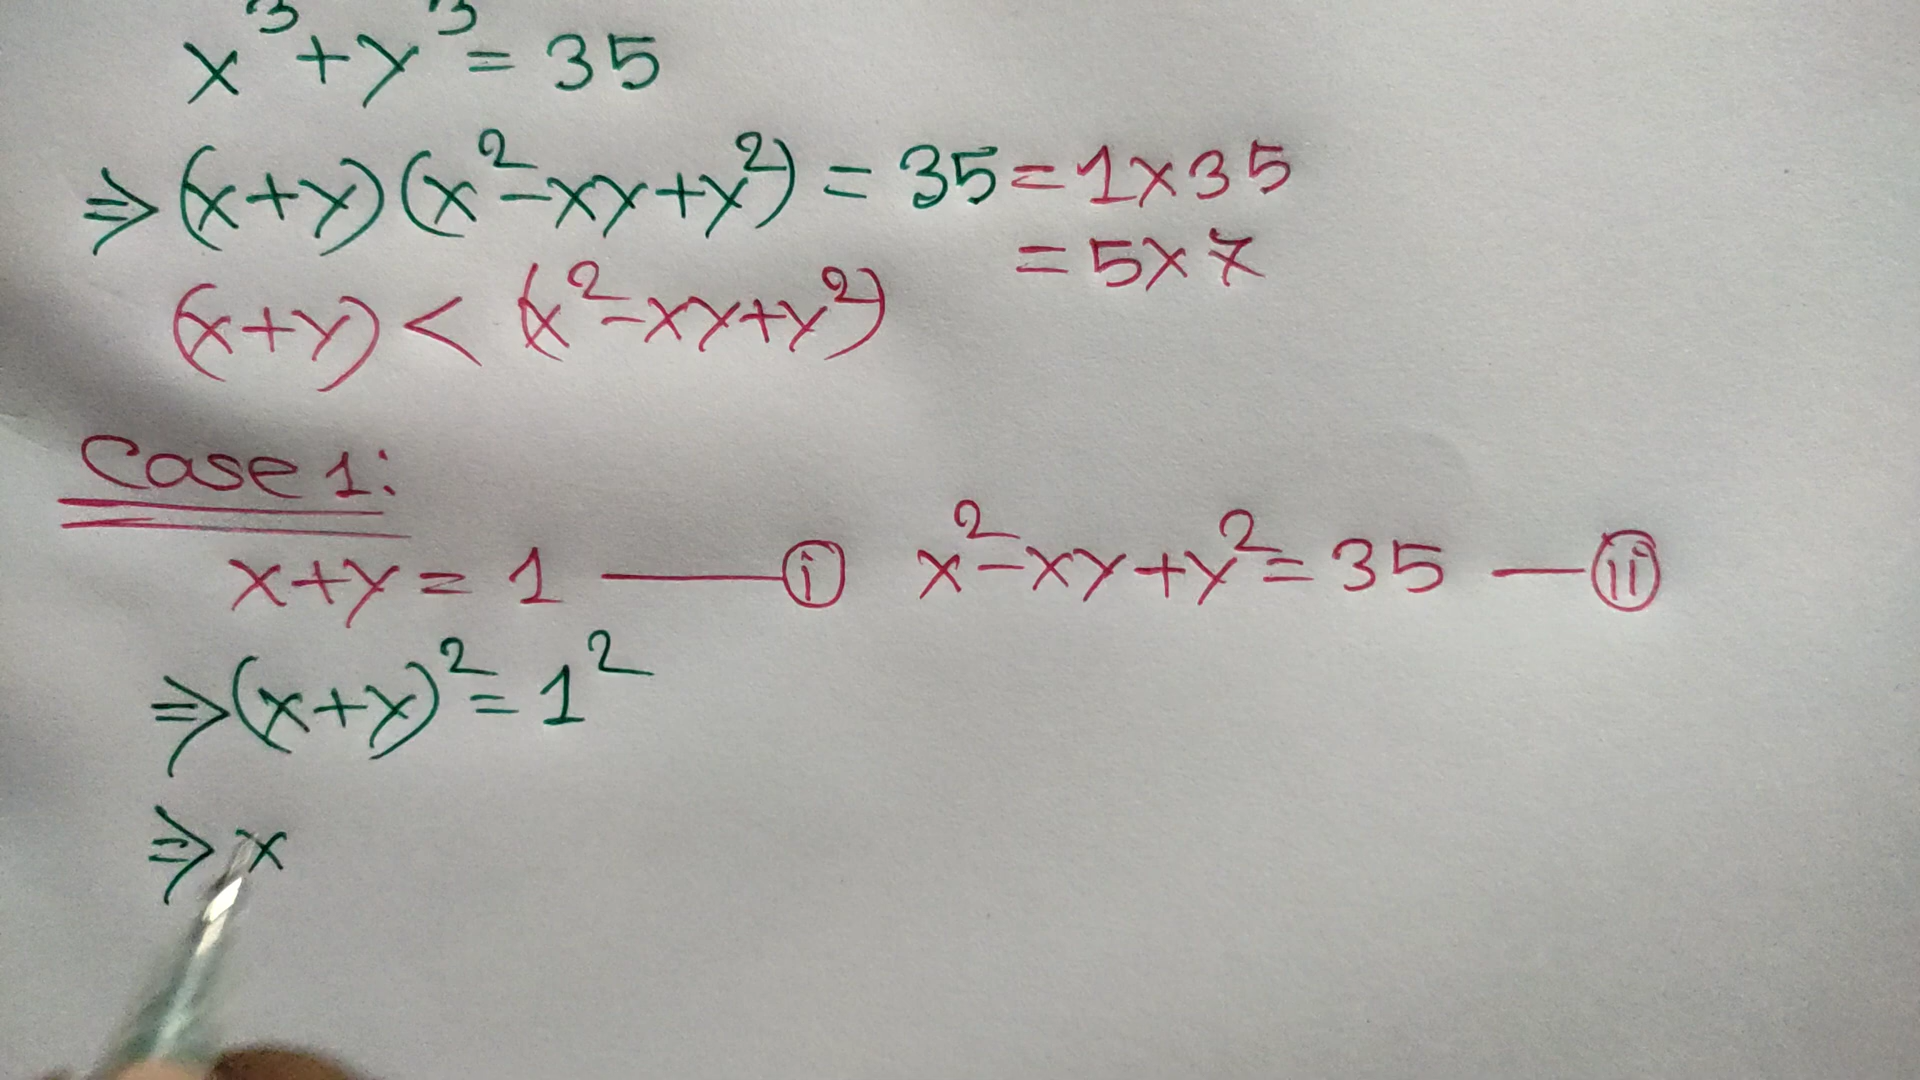 x³+y³=35
⇒(x+y)(x²-xy+y²)=35=1×35
=5×7
(x+y)<(x²-xy+y²)
Case 1:
x+y=1 —— (i) x²-xy+y²=35 — (ii)
⇒(x+y)²=1²
⇒x